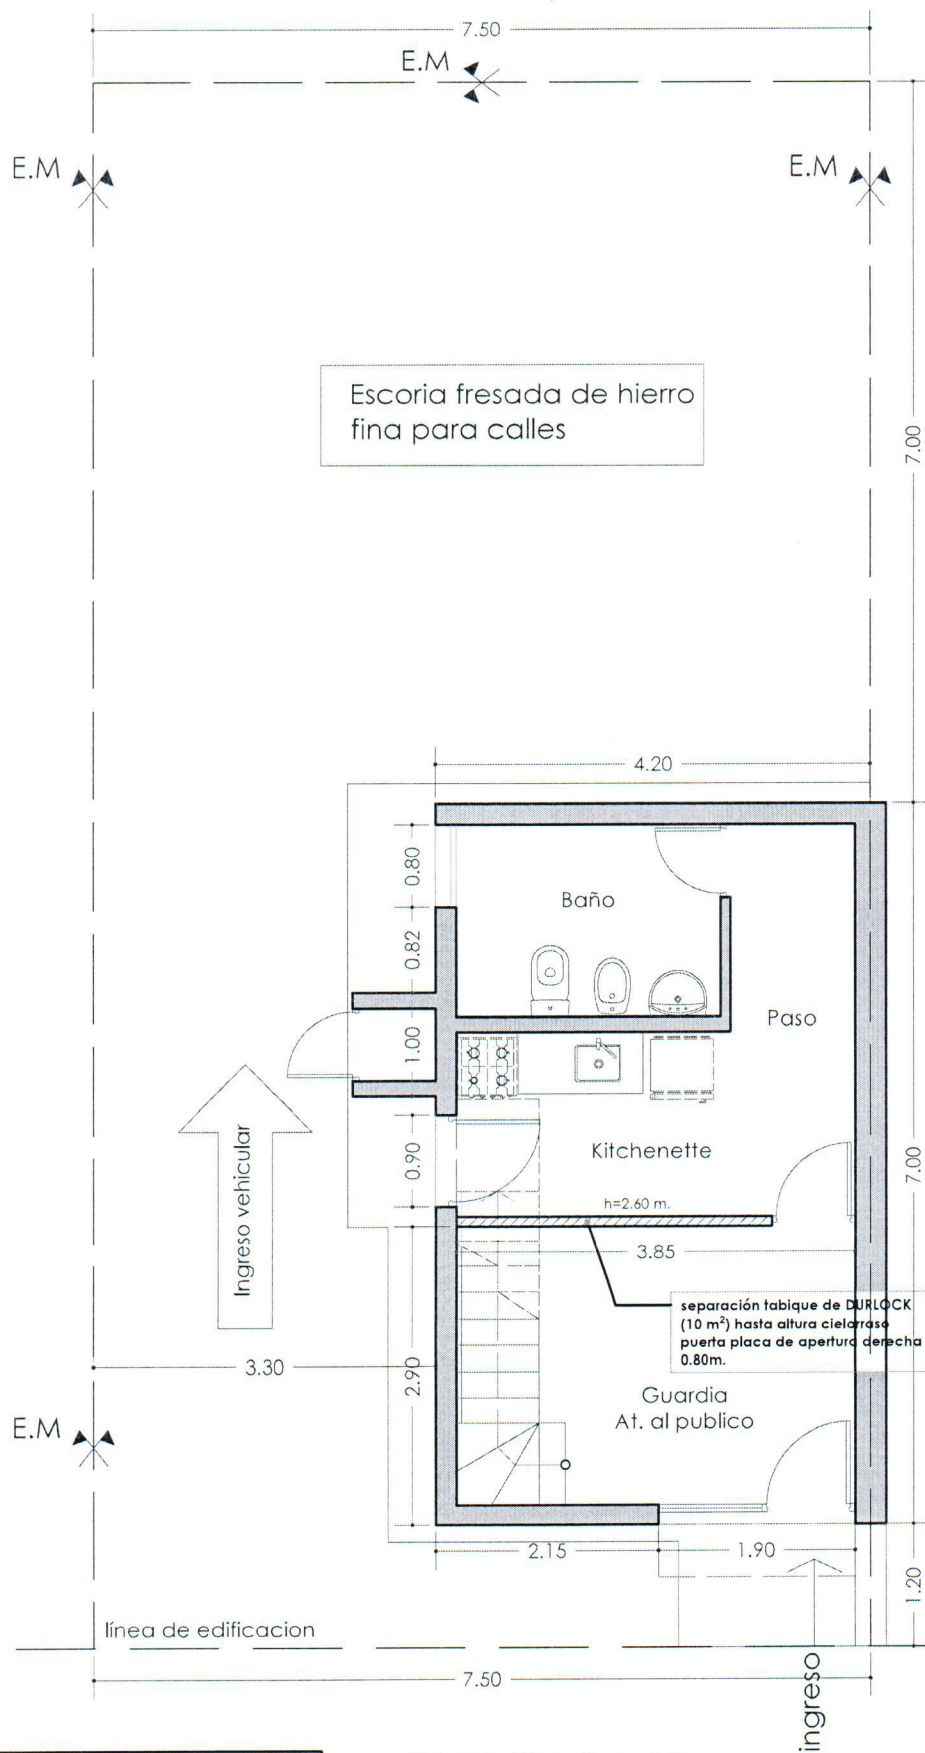 7.50
E.M
E.M
E.M
Escoria fresada de hierro
fina para calles
7.00
4.20
0.80
Baño
0.82
Paso
1.00
Ingreso vehicular
0.90
Kitchenette
7.00
h=2.60 m.
3.85
separación tabique de DURLOCK
(10 m²) hasta altura cielarraso
puerta placa de apertura derecha
0.80m.
3.30
2.90
Guardia
At. al publico
E.M
2.15
1.90
1.20
línea de edificacion
7.50
ingreso